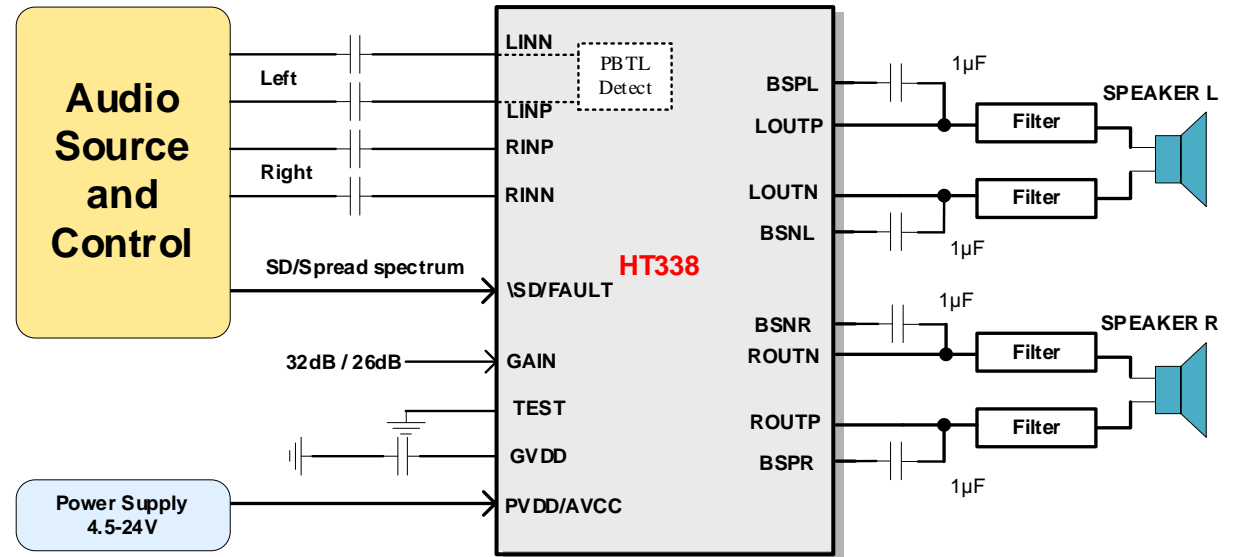 Audio
Source
and
Control
Left
Right
SD/Spread spectrum
32dB / 26dB
Power Supply
4.5-24V
LINN
LINP
RINP
RINN
\SD/FAULT
GAIN
TEST
GVDD
PVDD/AVCC
PBTL
Detect
HT338
BSPL
LOUTP
LOUTN
BSNL
BSNR
ROUTN
ROUTP
BSPR
1µF
Filter
SPEAKER L
Filter
1µF
1µF
Filter
SPEAKER R
Filter
1µF